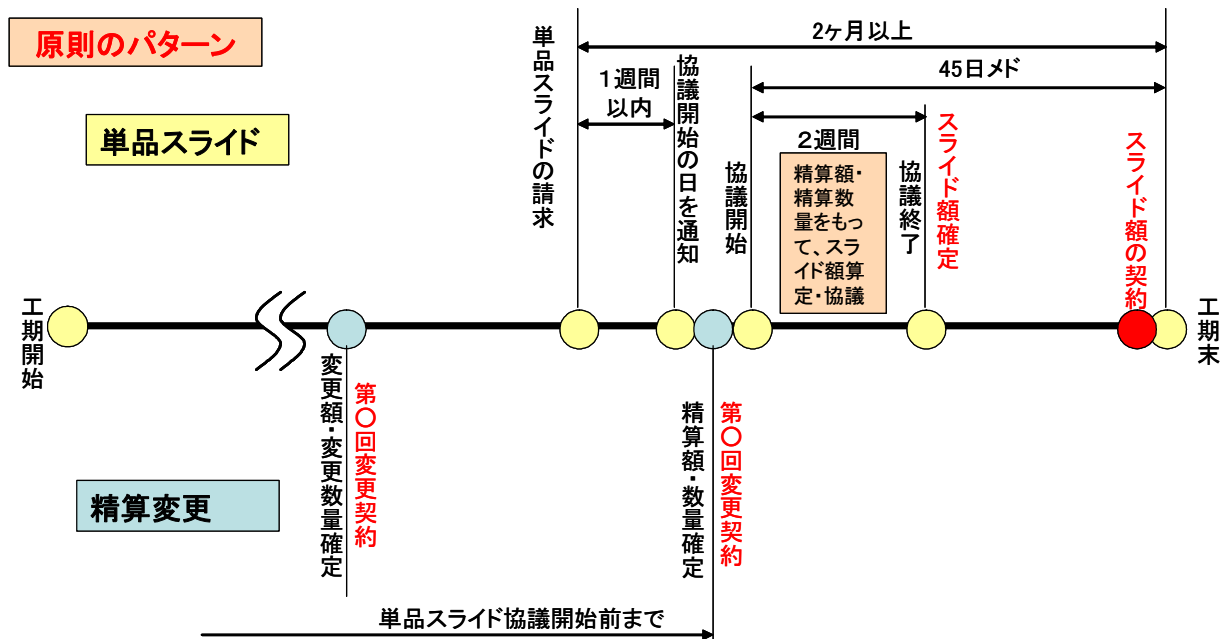 原則のパターン
単品スライド
単品スライドの請求
2ヶ月以上
1週間
以内
協議開始の日を通知
45日メド
協議開始
2週間
精算額・
精算数
量をもっ
て、スラ
イド額算
定・協議
協議終了
スライド額確定
スライド額の契約
工期開始
工期末
変更額・変更数量確定
第〇回変更契約
精算額・数量確定
第〇回変更契約
精算変更
単品スライド協議開始前まで